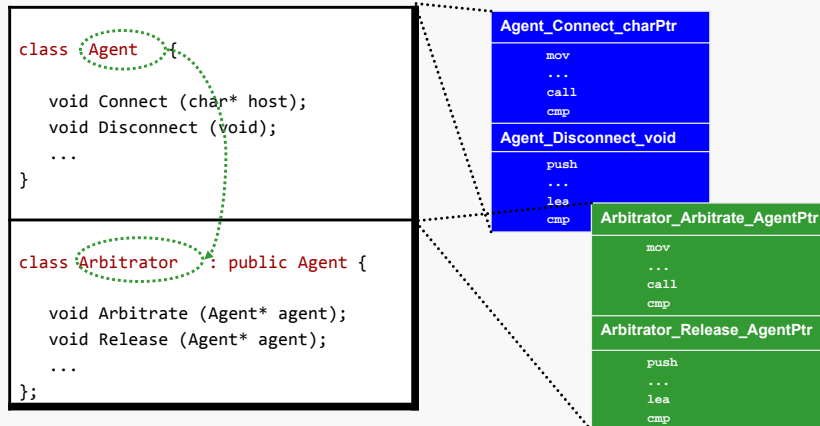 class Agent {
void Connect (char* host);
void Disconnect (void);
...
}
class Arbitrator : public Agent {
void Arbitrate (Agent* agent);
void Release (Agent* agent);
...
};
Agent_Connect_charPtr
mov
...
call
cmp
Agent_Disconnect_void
push
...
lea
cmp
Arbitrator_Arbitrate_AgentPtr
mov
...
call
cmp
Arbitrator_Release_AgentPtr
push
...
lea
cmp